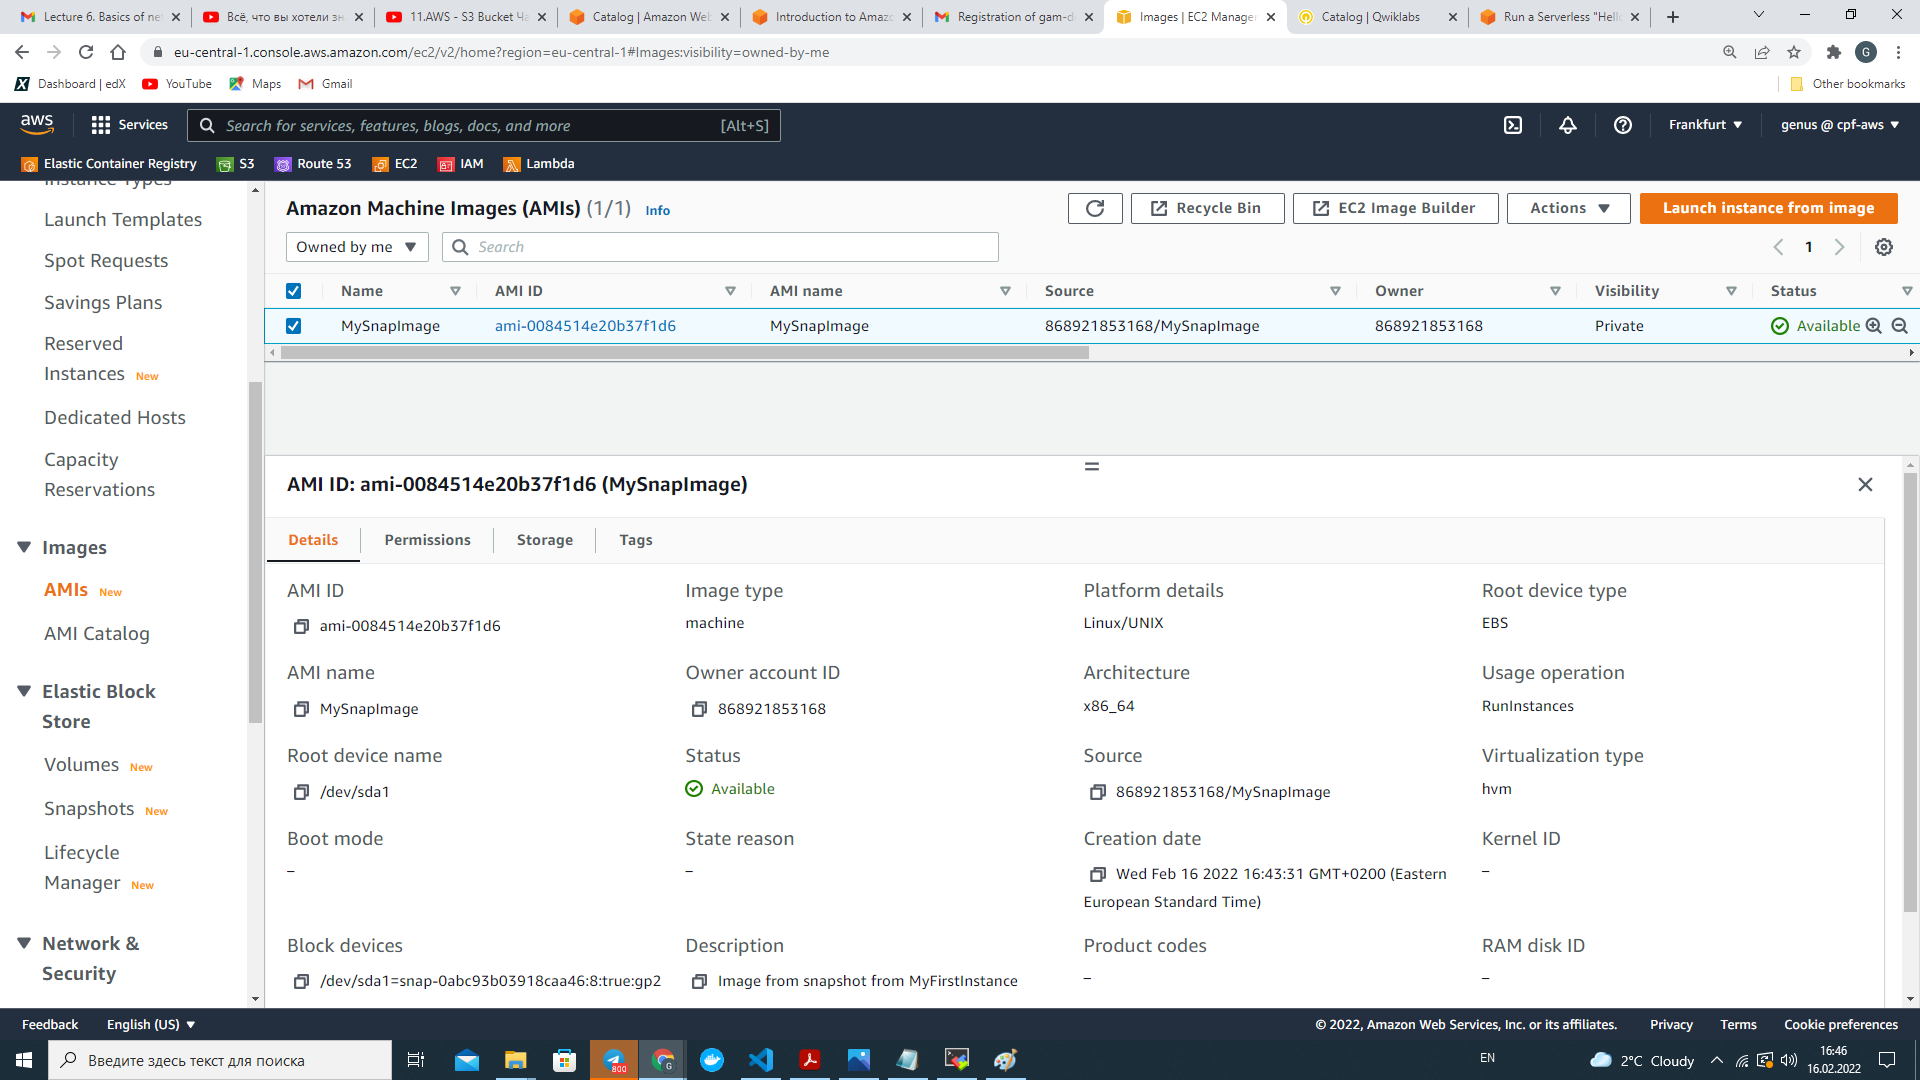 Lecture 6. Basics of ne
Всё, что вы хотели зн
11.AWS - S3 Bucket Ча
Catalog | Amazon Web
Introduction to Amazo
Registration of gam-d
Images | EC2 Manager
Catalog | Qwiklabs
Run a Serverless "Hell
eu-central-1.console.aws.amazon.com/ec2/v2/home?region=eu-central-1#Images:visibility=owned-by-me
G
Dashboard | edX
YouTube
Maps
Gmail
Other bookmarks
aws
Services
Search for services, features, blogs, docs, and more
[Alt+S]
Frankfurt
genus @ cpf-aws
Elastic Container Registry
S3
Route 53
EC2
IAM
Lambda
Instance Types
Launch Templates
Spot Requests
Savings Plans
Reserved
Instances New
Dedicated Hosts
Capacity
Reservations
Images
AMIs New
AMI Catalog
Elastic Block
Store
Volumes New
Snapshots New
Lifecycle
Manager New
Network &
Security
Amazon Machine Images (AMIs) (1/1) Info
Recycle Bin
EC2 Image Builder
Actions
Launch instance from image
Owned by me
Search
1
Name
AMI ID
AMI name
Source
Owner
Visibility
Status
MySnapImage
ami-0084514e20b37f1d6
MySnapImage
868921853168/MySnapImage
868921853168
Private
Available
AMI ID: ami-0084514e20b37f1d6 (MySnapImage)
Details
Permissions
Storage
Tags
AMI ID
Image type
Platform details
Root device type
ami-0084514e20b37f1d6
machine
Linux/UNIX
EBS
AMI name
Owner account ID
Architecture
Usage operation
MySnapImage
868921853168
x86_64
RunInstances
Root device name
Status
Source
Virtualization type
/dev/sda1
Available
868921853168/MySnapImage
hvm
Boot mode
State reason
Creation date
Kernel ID
–
–
Wed Feb 16 2022 16:43:31 GMT+0200 (Eastern
European Standard Time)
–
Block devices
Description
Product codes
RAM disk ID
/dev/sda1=snap-0abc93b03918caa46:8:true:gp2
Image from snapshot from MyFirstInstance
–
–
Feedback
English (US)
© 2022, Amazon Web Services, Inc. or its affiliates.
Privacy
Terms
Cookie preferences
Введите здесь текст для поиска
800
G
EN
2°C Cloudy
16:46
16.02.2022